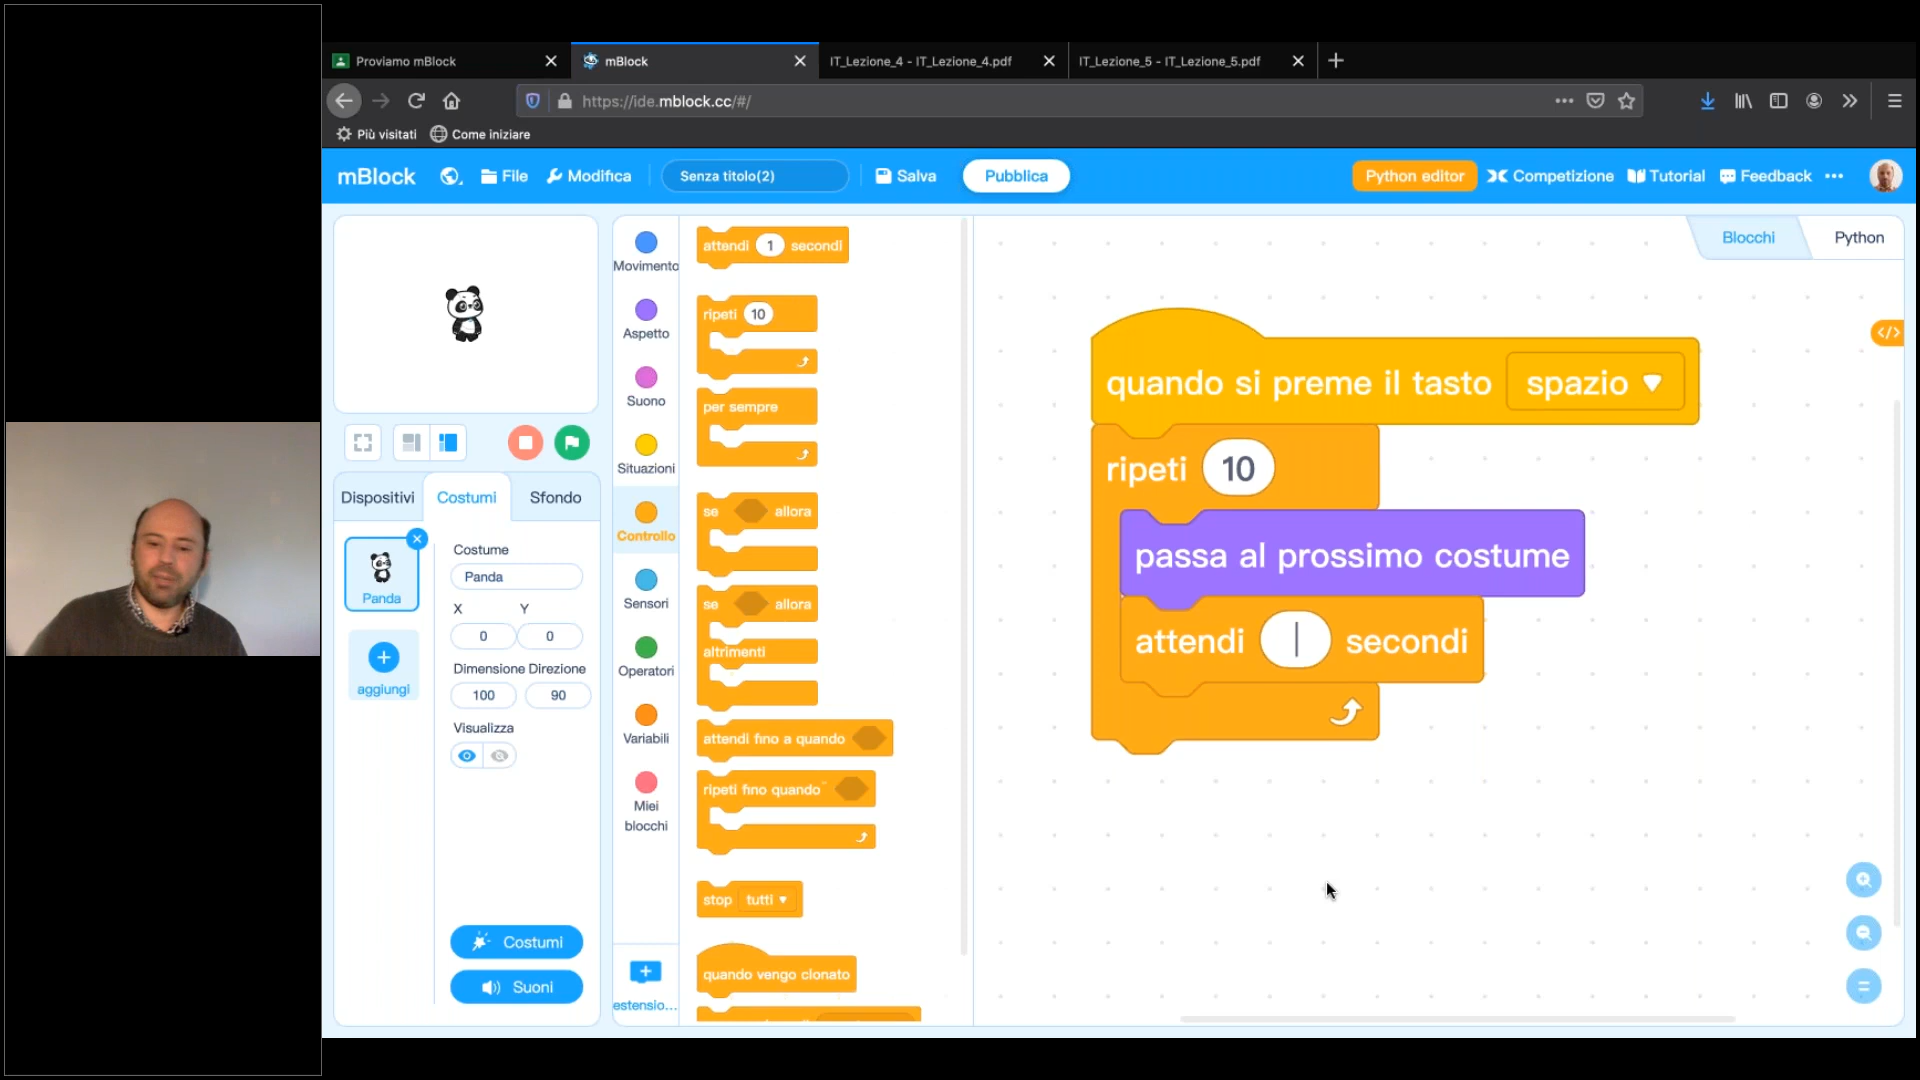 Proviamo mBlock
mBlock
IT_Lezione_4 - IT_Lezione_4.pdf
IT_Lezione_5 - IT_Lezione_5.pdf
https://ide.mblock.cc/#/
Più visitati
Come iniziare
mBlock
File
Modifica
Senza titolo(2)
Salva
Pubblica
Python editor
Competizione
Tutorial
Feedback
Blocchi
Python
Dispositivi
Costumi
Sfondo
Panda
aggiungi
Costume
Panda
X
Y
0
0
Dimensione
Direzione
100
90
Visualizza
Costumi
Suoni
Movimento
Aspetto
Suono
Situazioni
Controllo
Sensori
Operatori
Variabili
Miei
blocchi
estensio...
attendi 1 secondi
ripeti 10
per sempre
se allora
se allora
altrimenti
attendi fino a quando
ripeti fino quando
stop tutti
quando vengo clonato
quando si preme il tasto spazio
ripeti 10
passa al prossimo costume
attendi secondi